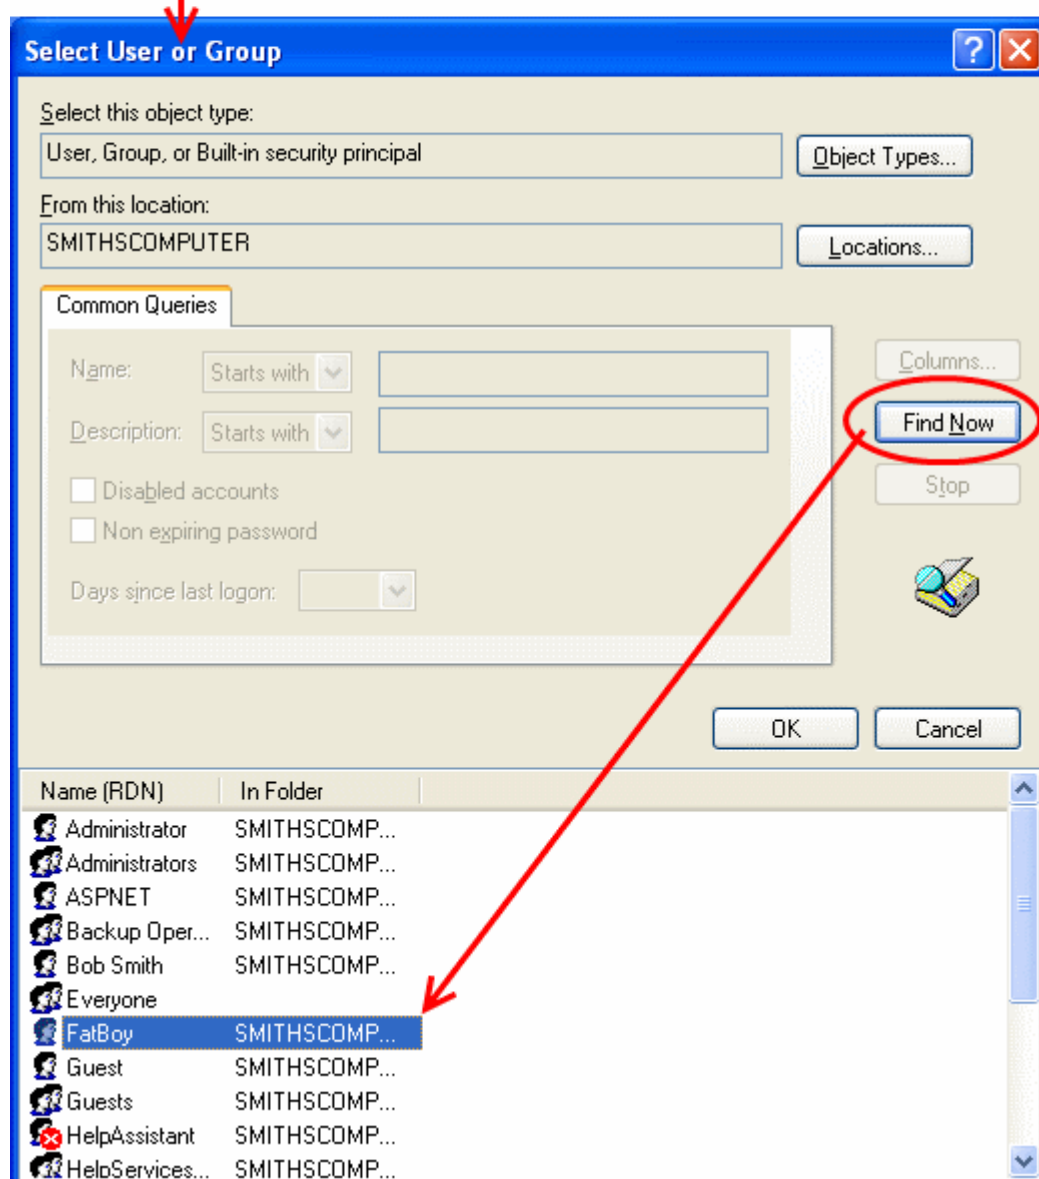 Select User or Group
Select this object type:
User, Group, or Built-in security principal
Object Types...
From this location:
SMITHSCOMPUTER
Locations...
Common Queries
Name: Starts with
Columns...
Find Now
Description: Starts with
Stop
Disabled accounts
Non expiring password
Days since last logon:
OK Cancel
Name (RDN) In Folder
Administrator SMITHSCOMP...
Administrators SMITHSCOMP...
ASPNET SMITHSCOMP...
Backup Oper... SMITHSCOMP...
Bob Smith SMITHSCOMP...
Everyone
FatBoy SMITHSCOMP...
Guest SMITHSCOMP...
Guests SMITHSCOMP...
HelpAssistant SMITHSCOMP...
HelpServices... SMITHSCOMP...